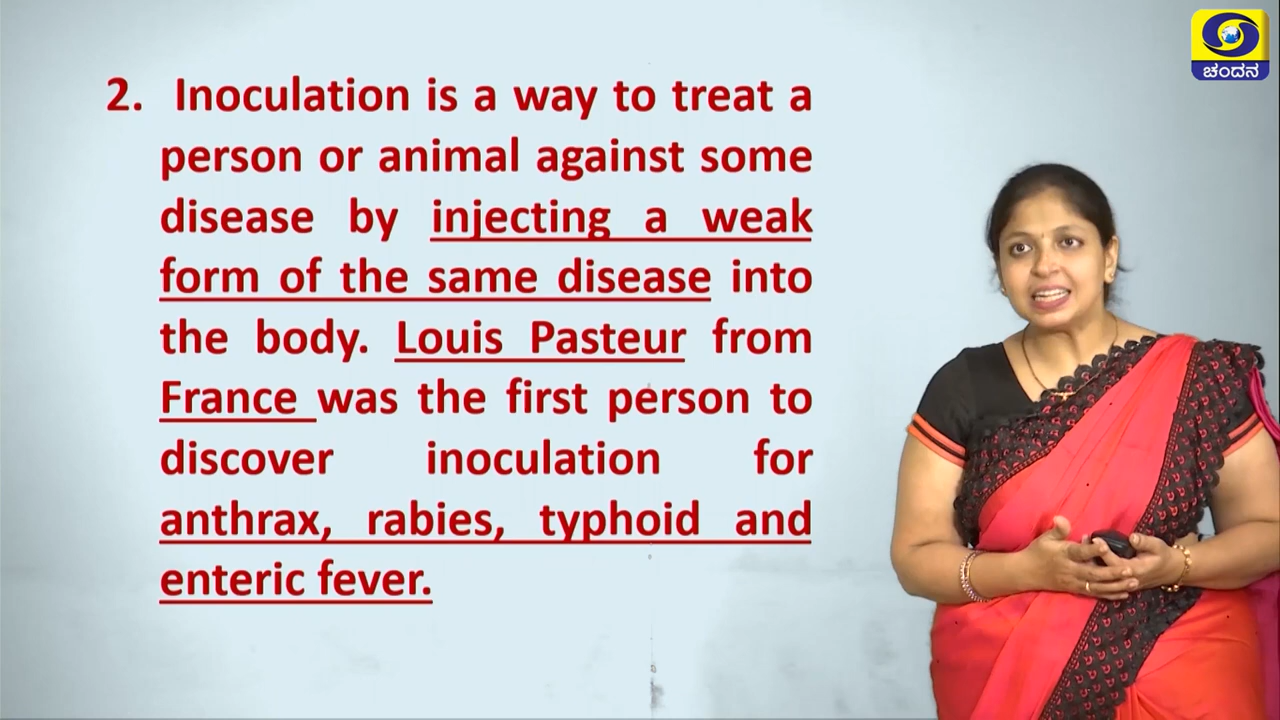 2. Inoculation is a way to treat a
person or animal against some
disease by injecting a weak
form of the same disease into
the body. Louis Pasteur from
France was the first person to
discover inoculation for
anthrax, rabies, typhoid and
enteric fever.
ಚಂದನ